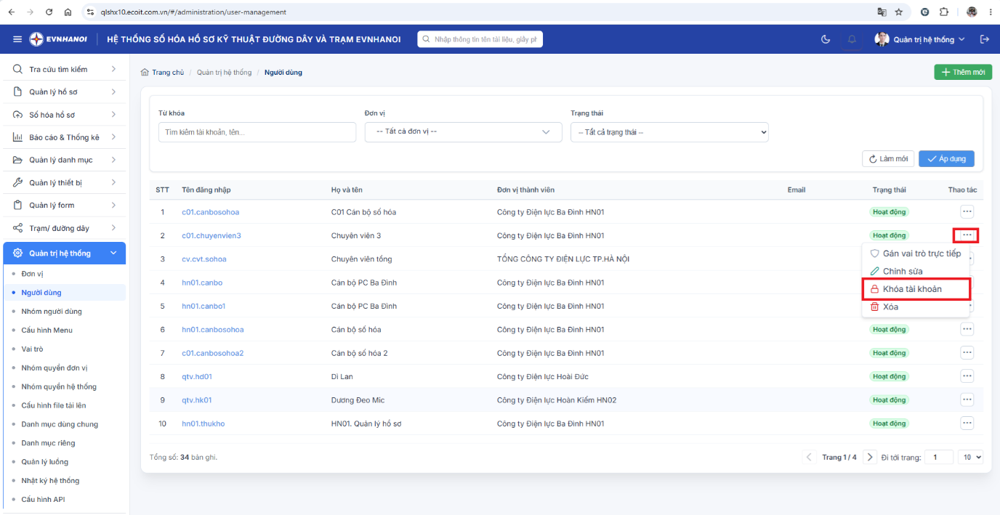 qlshx10.ecoit.com.vn/#/administration/user-management
EVNHANOI
HỆ THỐNG SỐ HÓA HỒ SƠ KỸ THUẬT ĐƯỜNG DÂY VÀ TRẠM EVNHANOI
Nhập thông tin tên tài liệu, giấy ph
Quản trị hệ thống
Tra cứu tìm kiếm
Quản lý hồ sơ
Số hóa hồ sơ
Báo cáo & Thống kê
Quản lý danh mục
Quản lý thiết bị
Quản lý form
Trạm/ đường dây
Quản trị hệ thống
Đơn vị
Người dùng
Nhóm người dùng
Cấu hình Menu
Vai trò
Nhóm quyền đơn vị
Nhóm quyền hệ thống
Cấu hình file tải lên
Danh mục dùng chung
Danh mục riêng
Quản lý luồng
Nhật ký hệ thống
Cấu hình API
Trang chủ / Quản trị hệ thống / Người dùng
Thêm mới
Từ khóa Đơn vị Trạng thái
Tìm kiếm tài khoản, tên... -- Tất cả đơn vị -- -- Tất cả trạng thái --
Làm mới Áp dụng
STT Tên đăng nhập Họ và tên Đơn vị thành viên Email Trạng thái Thao tác
1 c01.canbosohoa C01 Cán bộ số hóa Công ty Điện lực Ba Đình HN01 Hoạt động ...
2 c01.chuyenvien3 Chuyên viên 3 Công ty Điện lực Ba Đình HN01 Hoạt động ...
3 cv.cvt.sohoa Chuyên viên tổng TỔNG CÔNG TY ĐIỆN LỰC TP.HÀ NỘI
4 hn01.canbo Cán bộ PC Ba Đình Công ty Điện lực Ba Đình HN01
5 hn01.canbo1 Cán bộ PC Ba Đình Công ty Điện lực Ba Đình HN01
Gán vai trò trực tiếp
Chỉnh sửa
Khóa tài khoản
Xóa
6 hn01.canbosohoa Cán bộ số hóa Công ty Điện lực Ba Đình HN01 Hoạt động ...
7 c01.canbosohoa2 Cán bộ số hóa 2 Công ty Điện lực Ba Đình HN01 Hoạt động ...
8 qtv.hd01 Dì Lan Công ty Điện lực Hoài Đức Hoạt động ...
9 qtv.hk01 Dương Đeo Mic Công ty Điện lực Hoàn Kiếm HN02 Hoạt động ...
10 hn01.thukho HN01. Quản lý hồ sơ Công ty Điện lực Ba Đình HN01 Hoạt động ...
Tổng số: 34 bản ghi.
Trang 1 / 4 Đi tới trang: 1 10